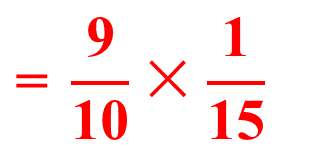 = 9/10 × 1/15